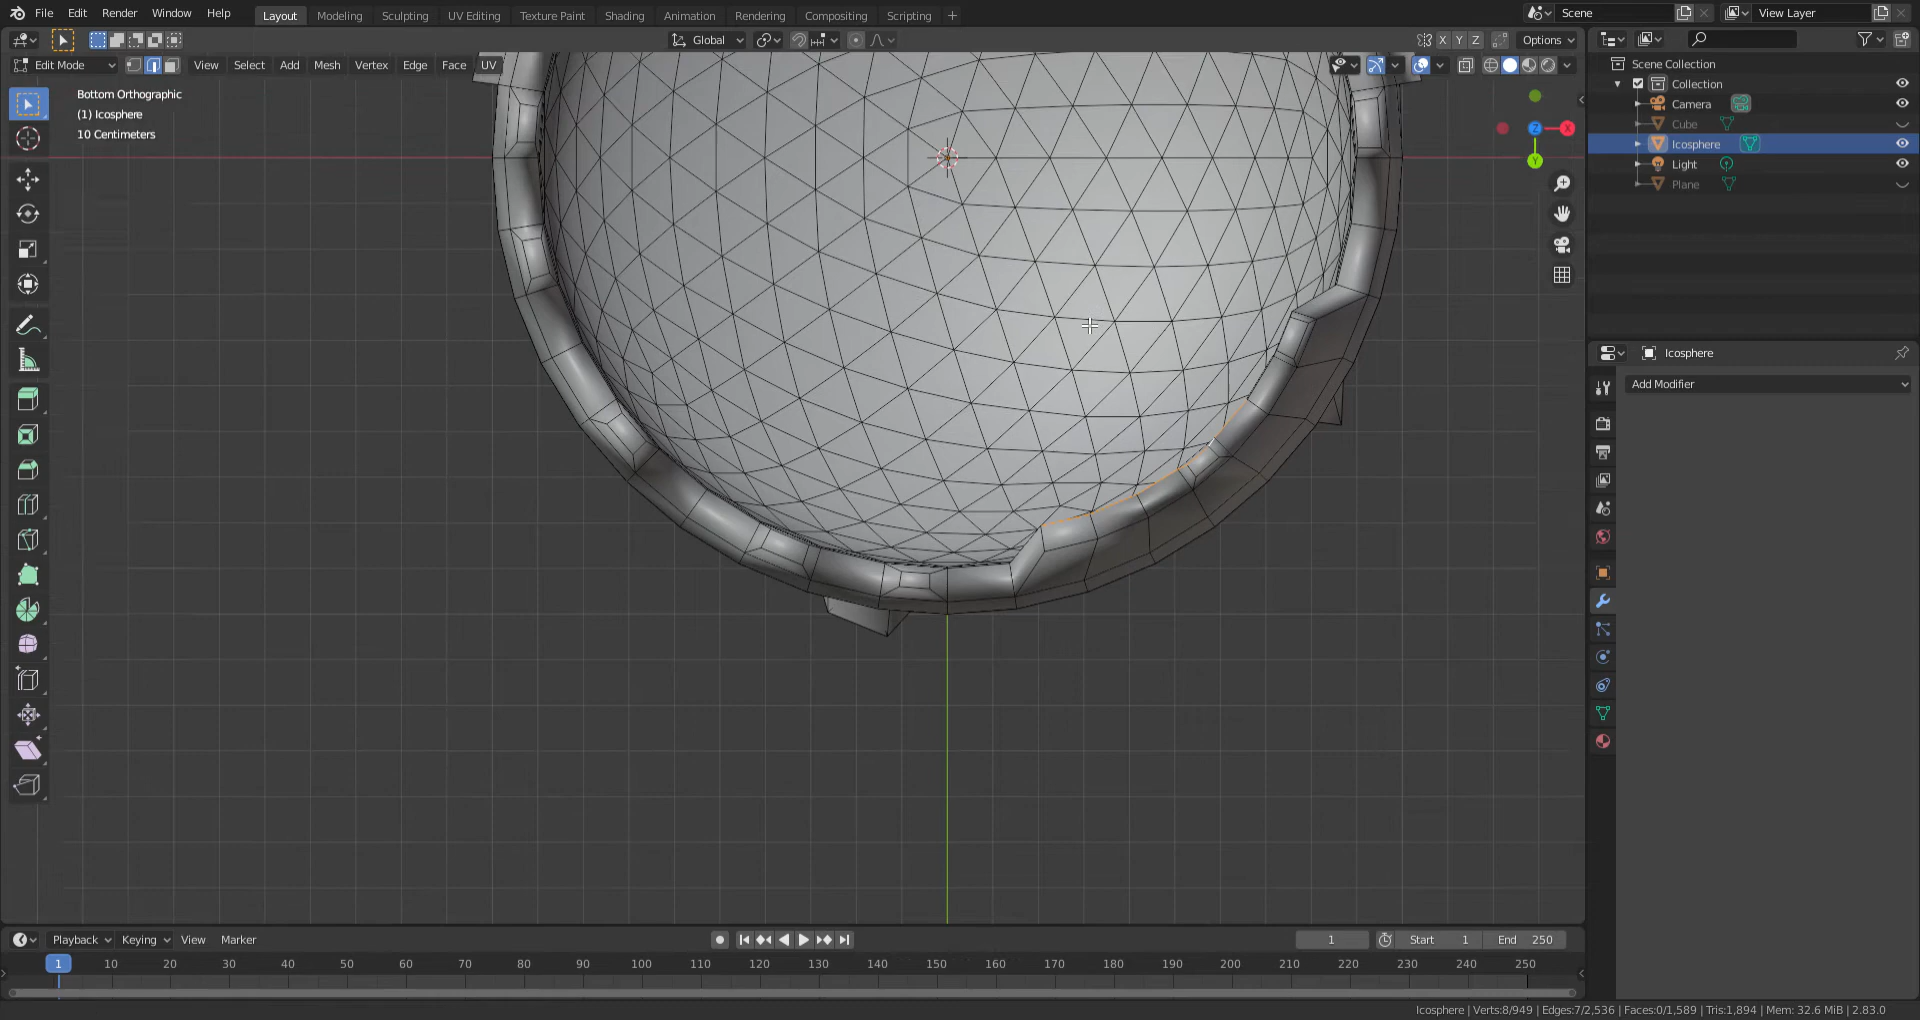 File Edit Render Window Help Layout Modeling Sculpting UV Editing Texture Paint Shading Animation Rendering Compositing Scripting + Scene View Layer
Global X Y Z Options
Edit Mode View Select Add Mesh Vertex Edge Face UV
Bottom Orthographic
(1) Icosphere
10 Centimeters
X
Z
Y
Scene Collection
Collection
Camera
Cube
Icosphere
Light
Plane
Icosphere
Add Modifier
Playback Keying View Marker 1 Start 1 End 250
1 10 20 30 40 50 60 70 80 90 100 110 120 130 140 150 160 170 180 190 200 210 220 230 240 250
Icosphere | Verts:8/949 | Edges:7/2,536 | Faces:0/1,589 | Tris:1,894 | Mem: 32.6 MiB | 2.83.0